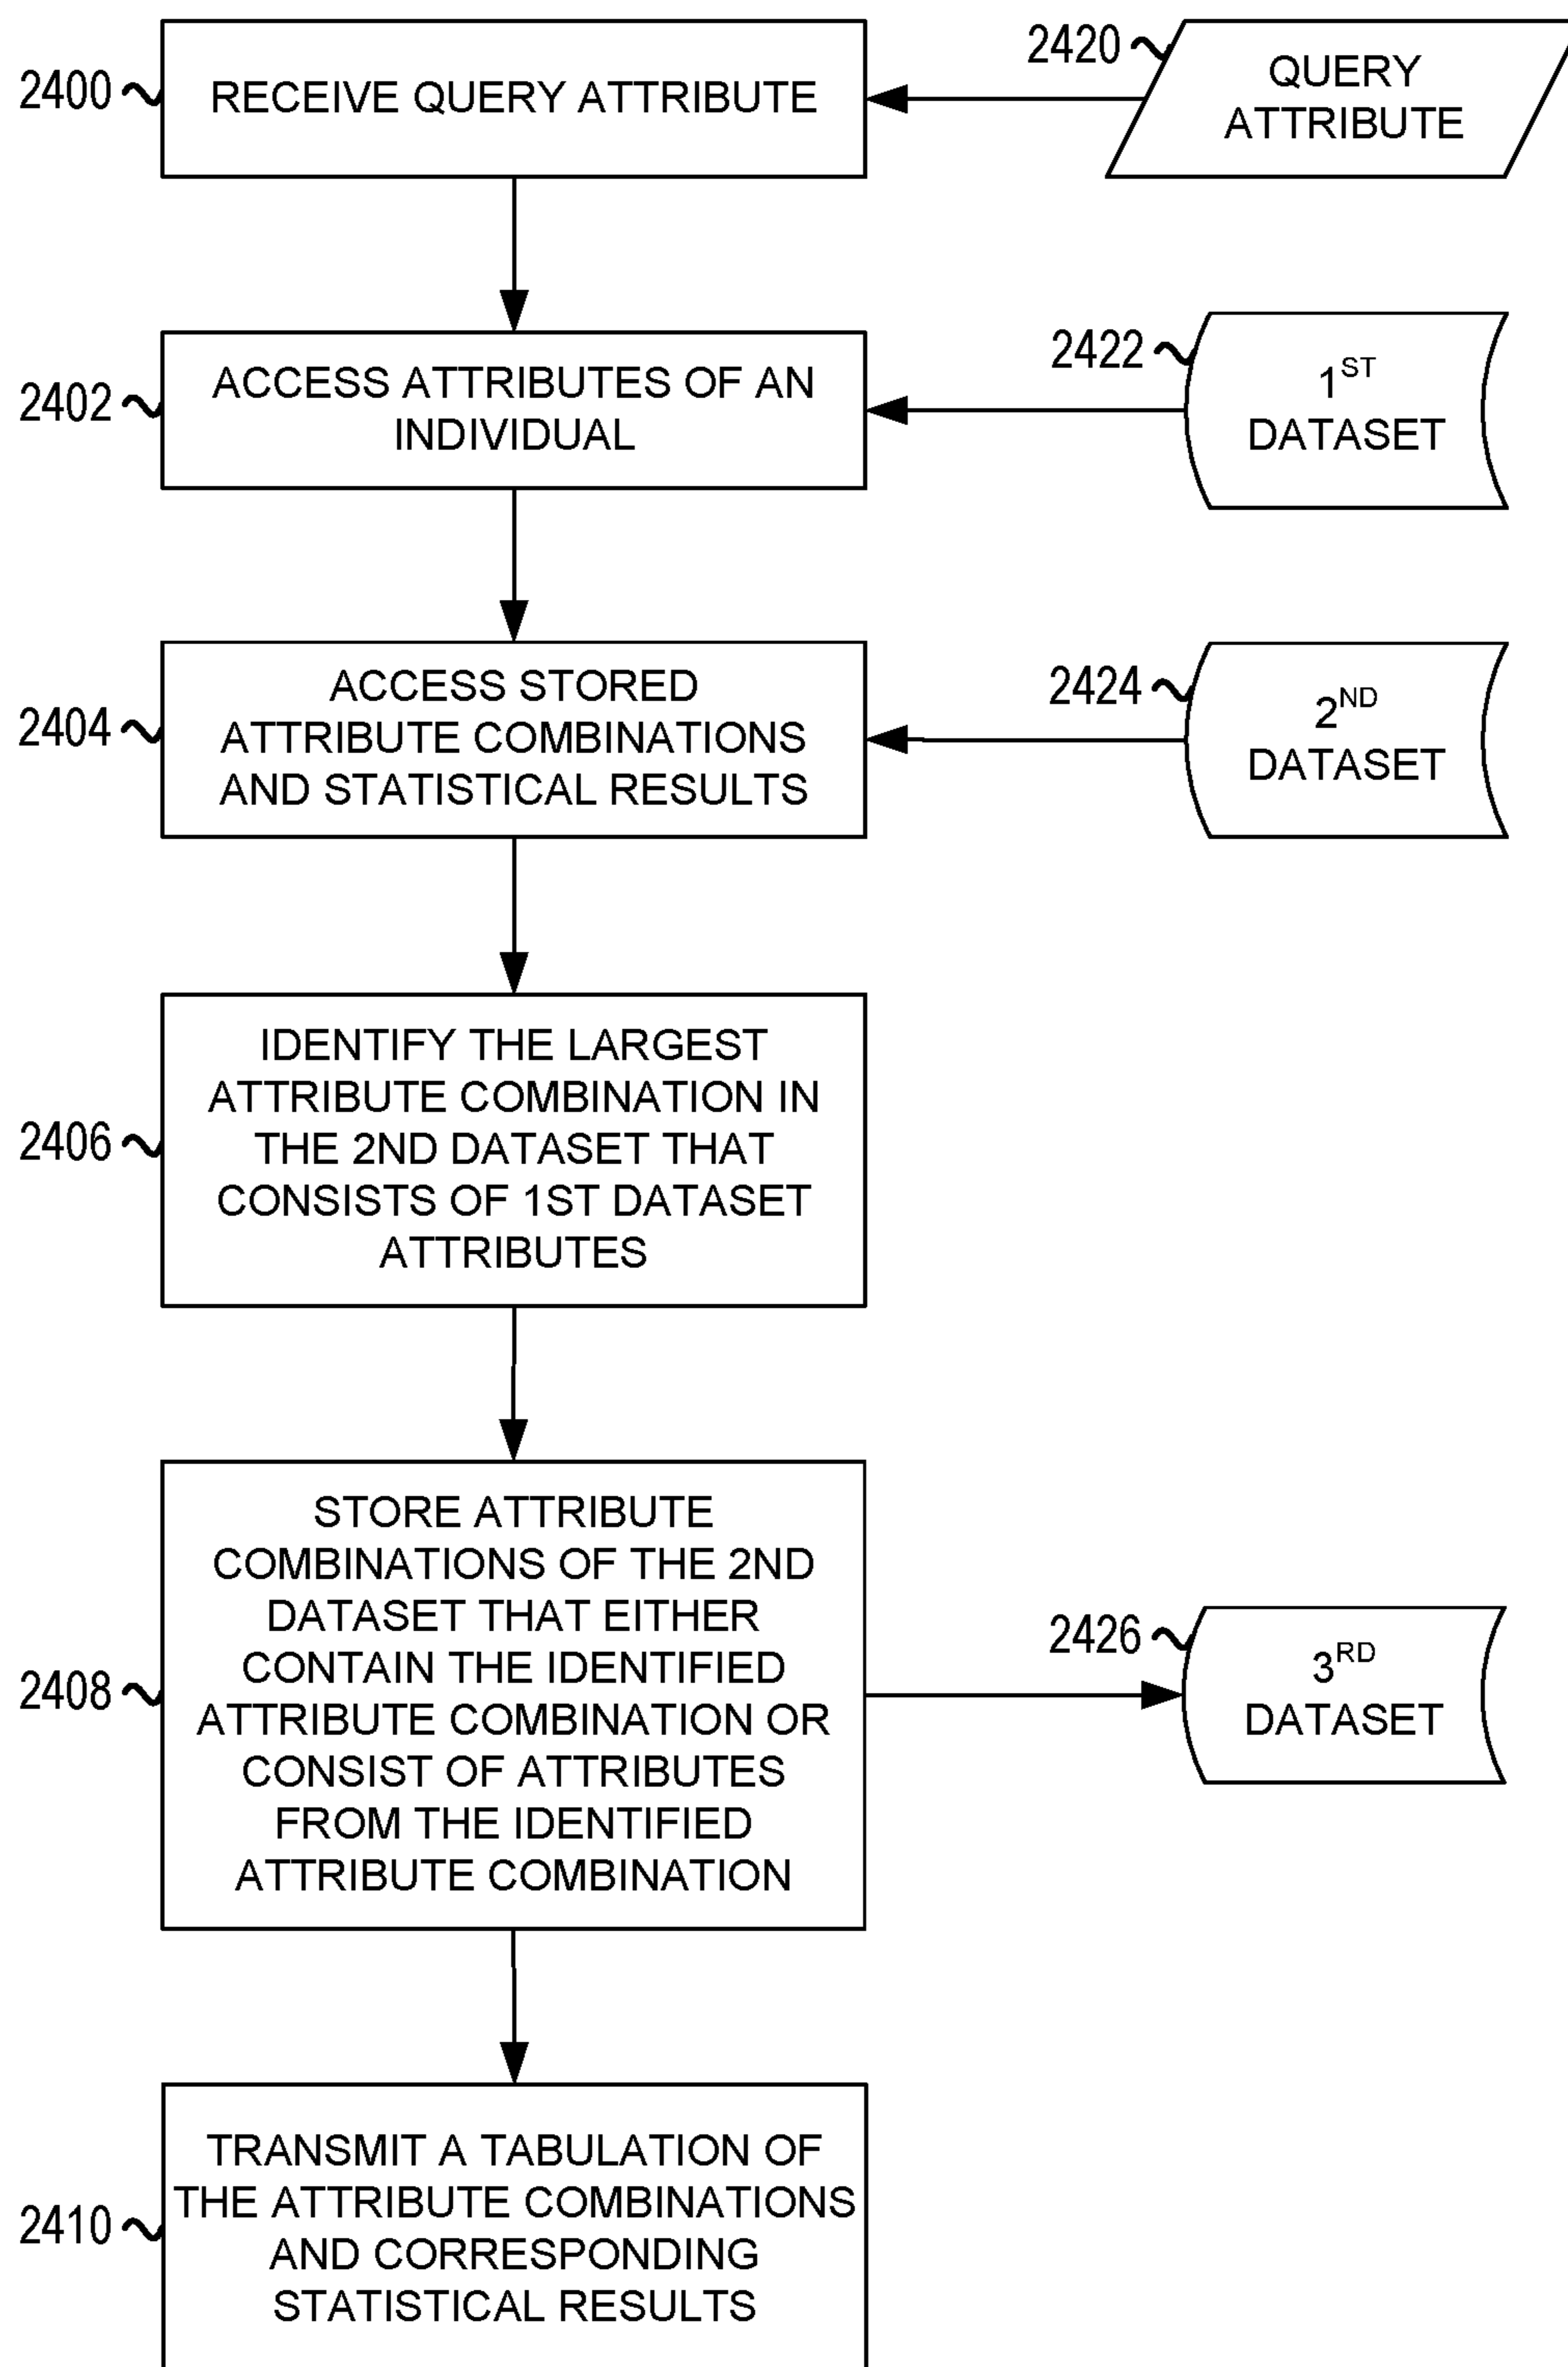 2400
RECEIVE QUERY ATTRIBUTE
2420
QUERY
ATTRIBUTE
2402
ACCESS ATTRIBUTES OF AN
INDIVIDUAL
2422
1ST
DATASET
2404
ACCESS STORED
ATTRIBUTE COMBINATIONS
AND STATISTICAL RESULTS
2424
2ND
DATASET
2406
IDENTIFY THE LARGEST
ATTRIBUTE COMBINATION IN
THE 2ND DATASET THAT
CONSISTS OF 1ST DATASET
ATTRIBUTES
2408
STORE ATTRIBUTE
COMBINATIONS OF THE 2ND
DATASET THAT EITHER
CONTAIN THE IDENTIFIED
ATTRIBUTE COMBINATION OR
CONSIST OF ATTRIBUTES
FROM THE IDENTIFIED
ATTRIBUTE COMBINATION
2426
3RD
DATASET
2410
TRANSMIT A TABULATION OF
THE ATTRIBUTE COMBINATIONS
AND CORRESPONDING
STATISTICAL RESULTS